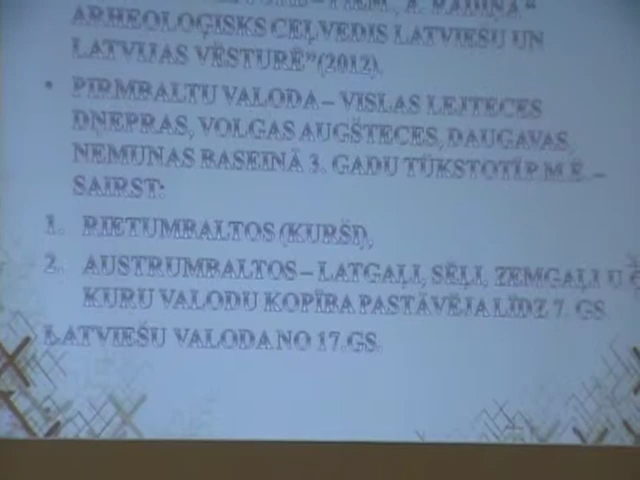 A. RADIŅA “
ARHEOLOĢISKS CEĻVEDIS LATVIEŠU UN
LATVIJAS VĒSTURĒ”(2012).
• PIRMBALTU VALODA – VISLAS LEJTECES
DŅEPRAS, VOLGAS AUGŠTECES, DAUGAVAS,
NEMUNAS BASEINĀ 3. GADU TŪKSTOTĪ P.M.Ē. –
SAIRST:
1. RIETUMBALTOS (KURŠI),
2. AUSTRUMBALTOS – LATGAĻI, SĒĻI, ZEMGAĻI U
KURU VALODU KOPĪBA PASTĀVĒJA LĪDZ 7. GS.
LATVIEŠU VALODA NO 17.GS.